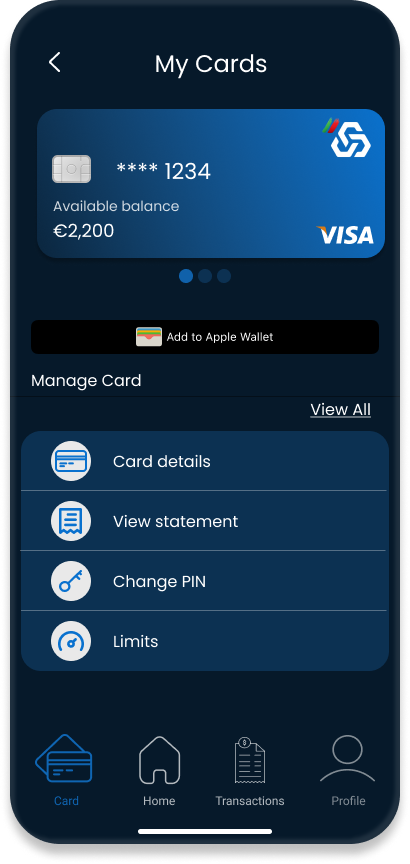 My Cards
**** 1234
Available balance
€2,200
VISA
Add to Apple Wallet
Manage Card
View All
Card details
View statement
Change PIN
Limits
$
Card
Home
Transactions
Profile